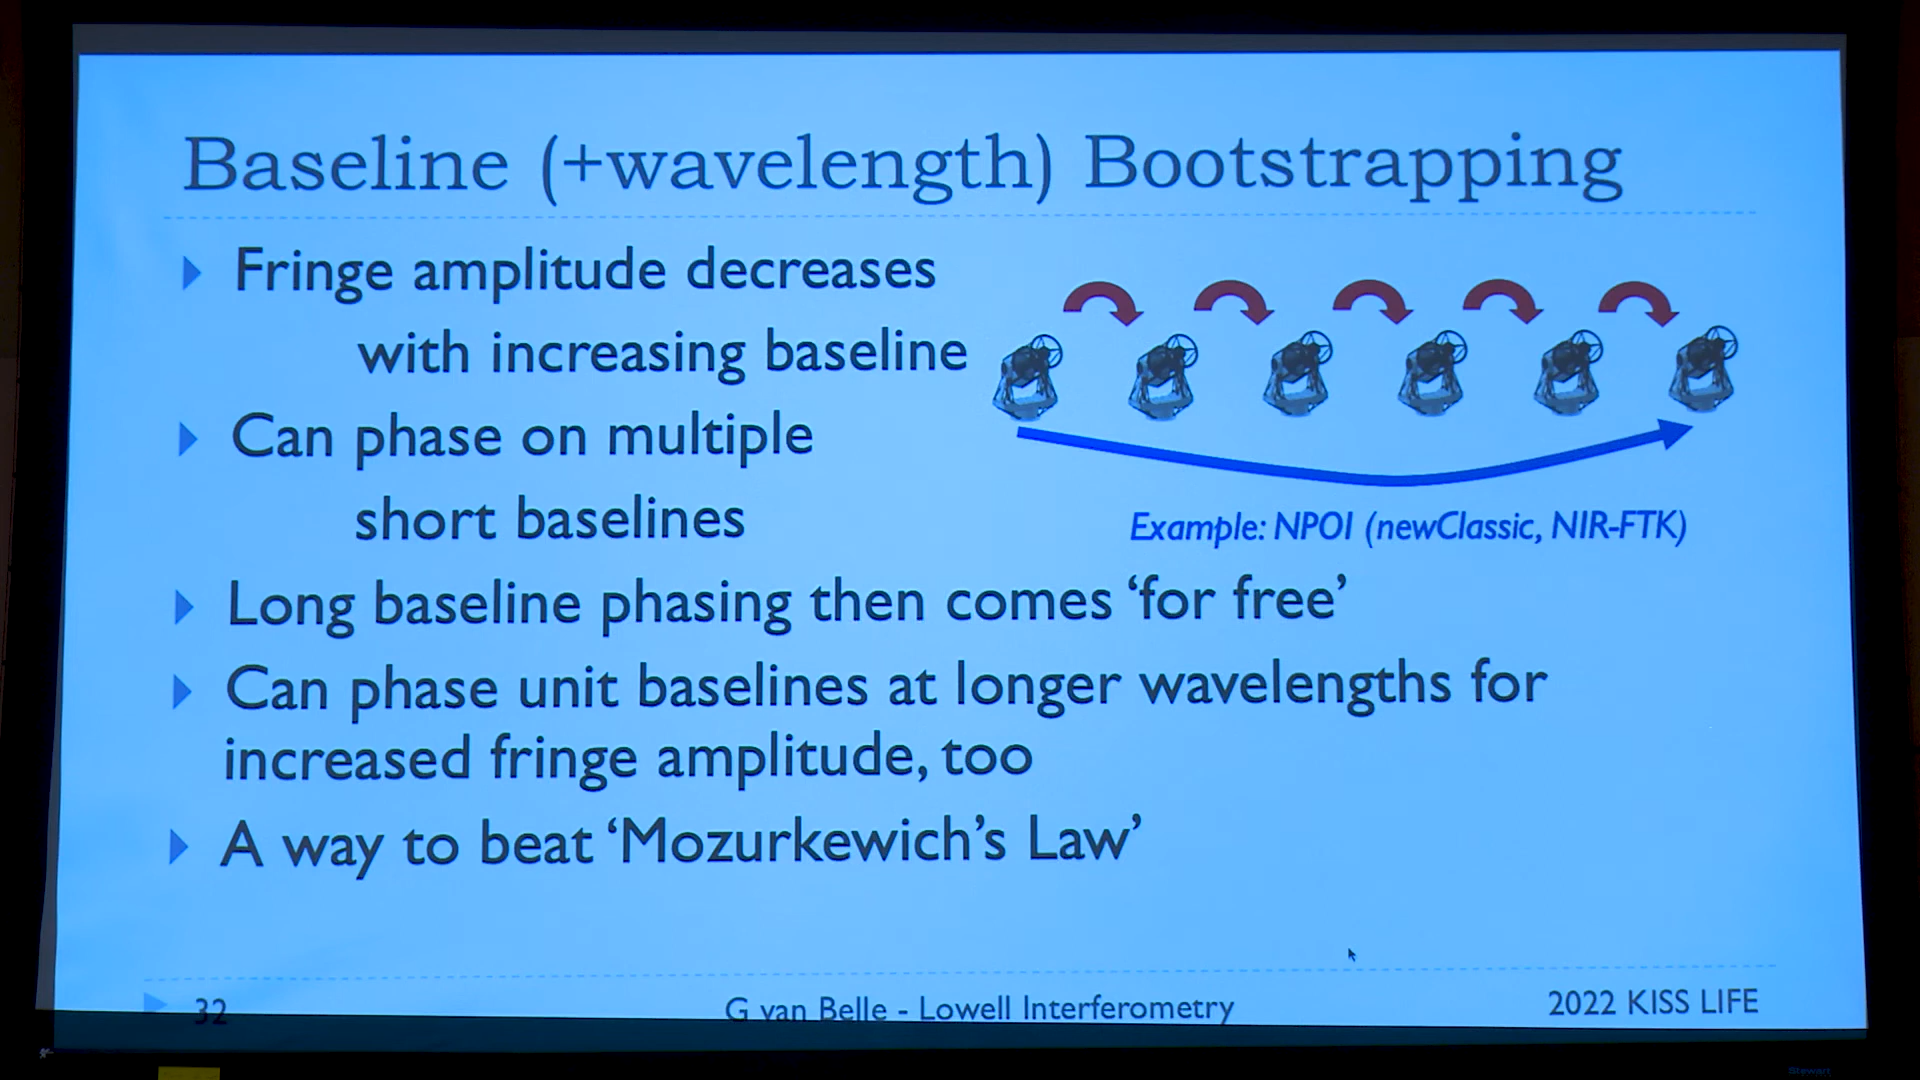 Baseline (+wavelength) Bootstrapping
Fringe amplitude decreases
with increasing baseline
Can phase on multiple
short baselines
Example: NPOI (newClassic, NIR-FTK)
Long baseline phasing then comes ‘for free’
Can phase unit baselines at longer wavelengths for
increased fringe amplitude, too
A way to beat ‘Mozurkewich’s Law’
32
G van Belle - Lowell Interferometry
2022 KISS LIFE
Stewart